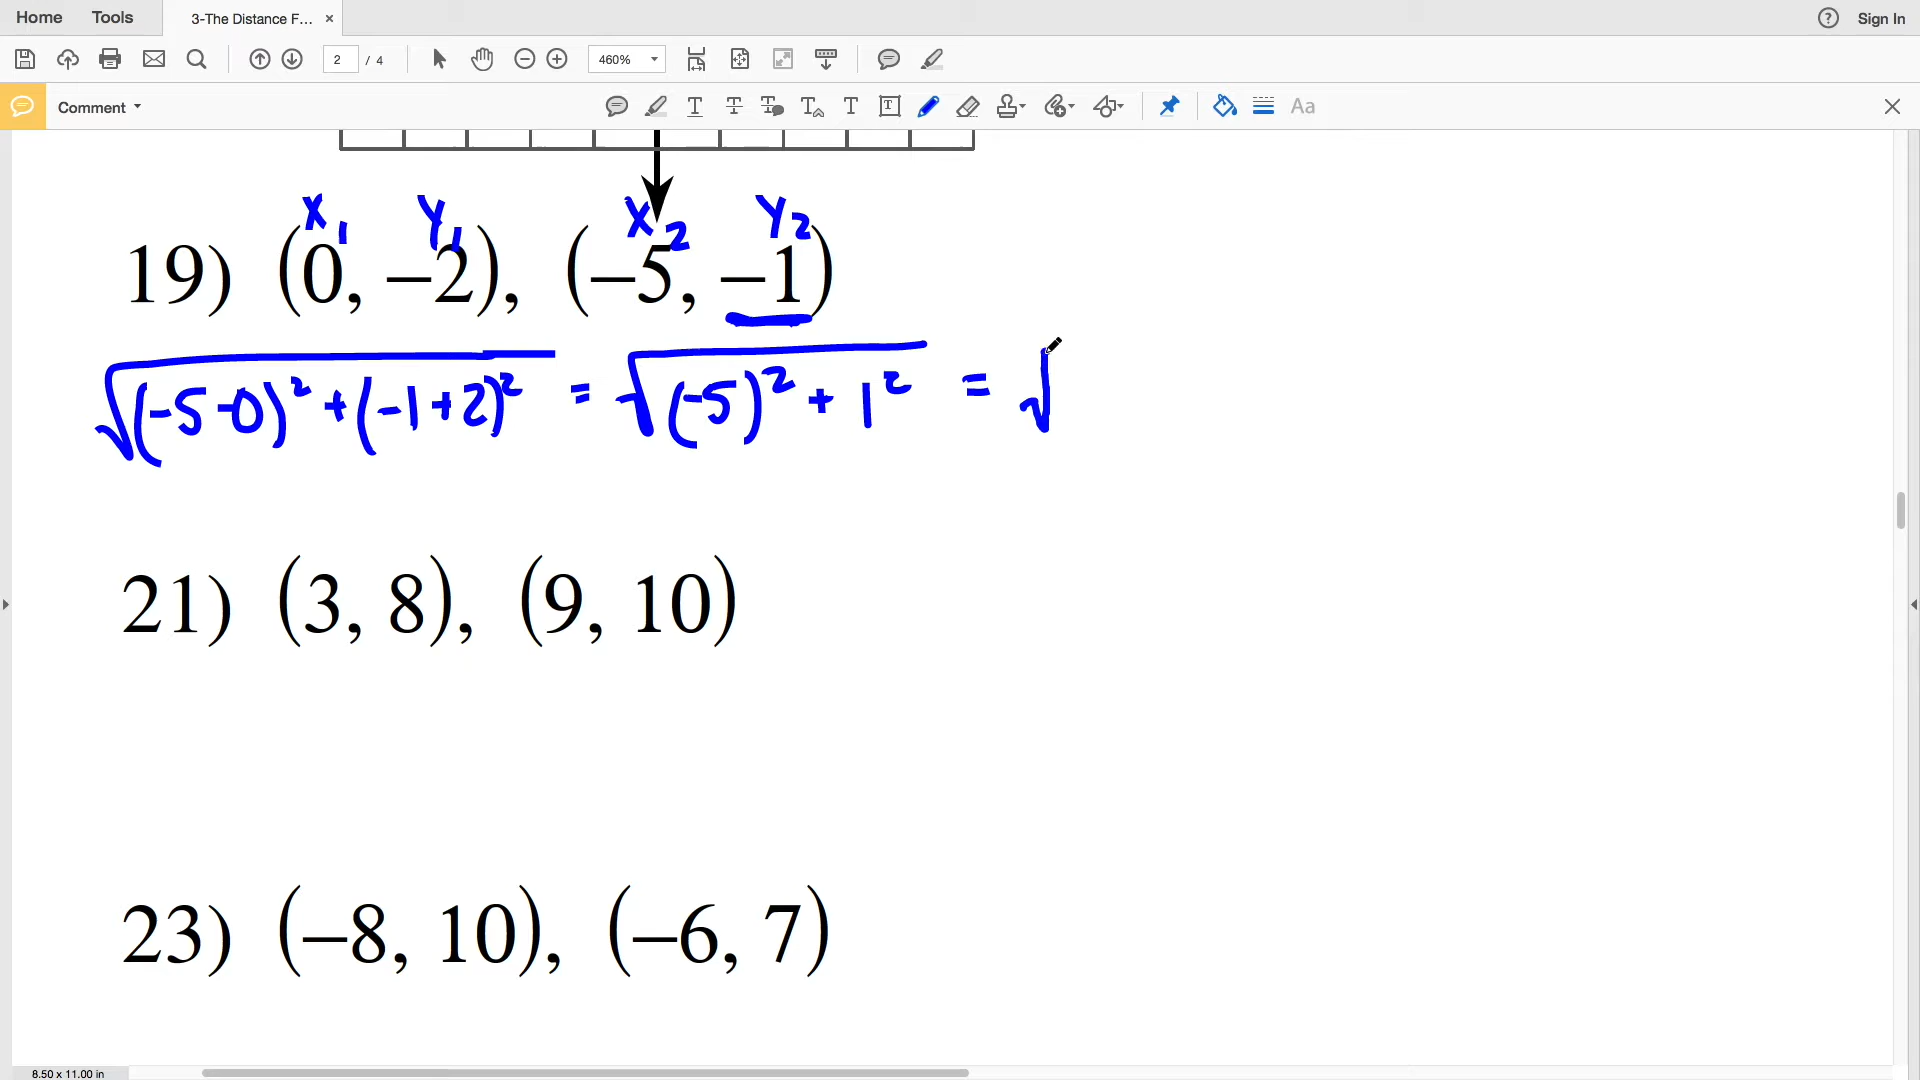 Home Tools 3-The Distance F... × ? Sign In
2 / 4 460%
Comment T T T T T T Aa
x₁ y₁ x₂ y₂
19) (0, −2), (−5, −1)
√((-5-0)² + (-1+2)²) = √((-5)² + 1²) = √
21) (3, 8), (9, 10)
23) (−8, 10), (−6, 7)
8.50 x 11.00 in